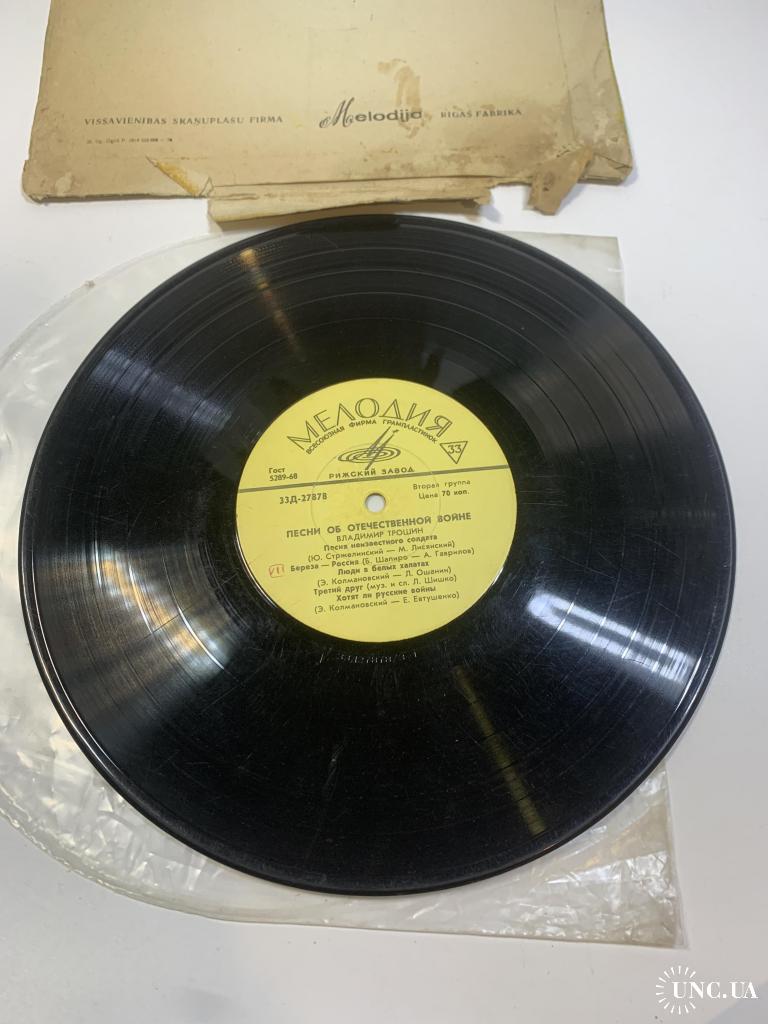 VISSAVIENĪBAS SKAŅUPLAŠU FIRMA Melodija RĪGAS FABRIKA
МЕЛОДИЯ
ВСЕСОЮЗНАЯ ФИРМА ГРАМПЛАСТИНОК
33
Гост
5289-68
РИЖСКИЙ ЗАВОД
33Д-27878
Вторая группа
Цена 70 коп.
ПЕСНИ ОБ ОТЕЧЕСТВЕННОЙ ВОЙНЕ
ВЛАДИМИР ТРОШИН
Песня неизвестного солдата
(Ю. Стржелинский — М. Лисянский)
Береза — Россия (Б. Шапиро — А. Гаврилов)
Люди в белых халатах
(Э. Колмановский — Л. Ошанин)
Третий друг (муз. и сл. Л. Шишко)
Хотят ли русские войны
(Э. Колмановский — Е. Евтушенко)
UNC.UA